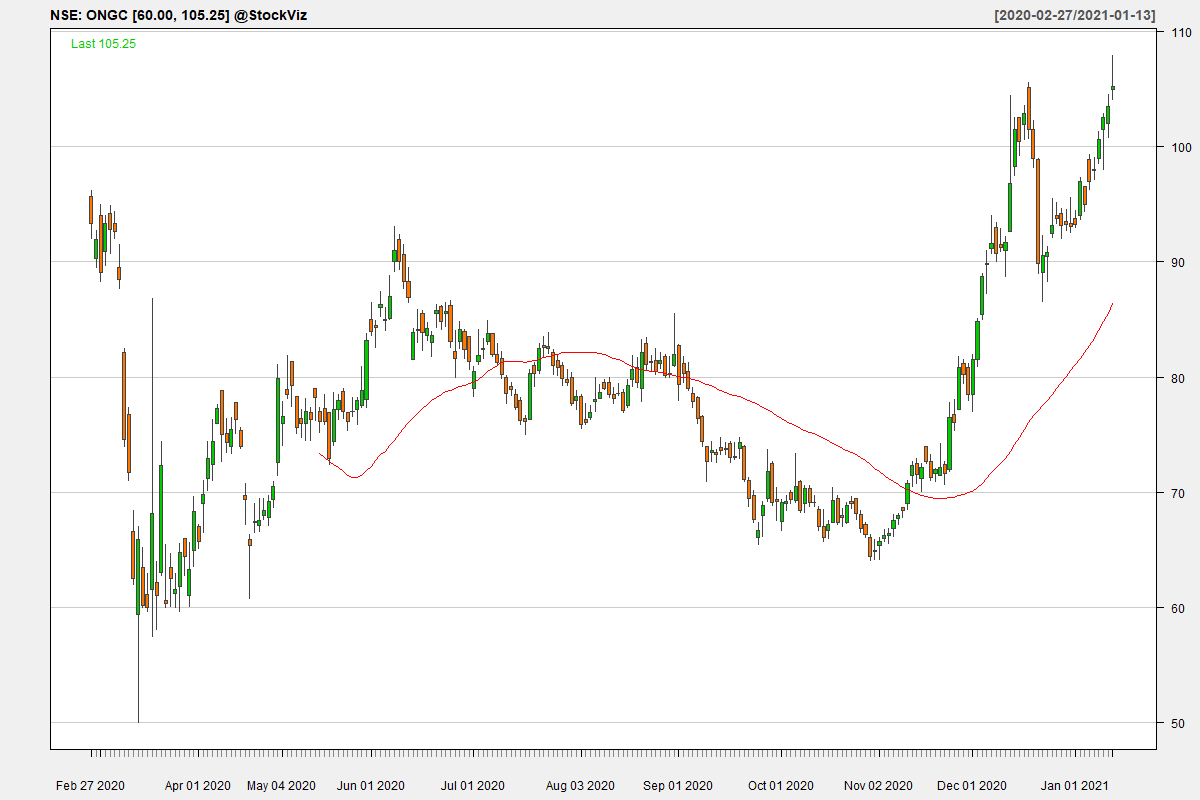 NSE: ONGC [60.00, 105.25] @StockViz [2020-02-27/2021-01-13]
Last 105.25
110
100
90
80
70
60
50
Feb 27 2020 Apr 01 2020 May 04 2020 Jun 01 2020 Jul 01 2020 Aug 03 2020 Sep 01 2020 Oct 01 2020 Nov 02 2020 Dec 01 2020 Jan 01 2021